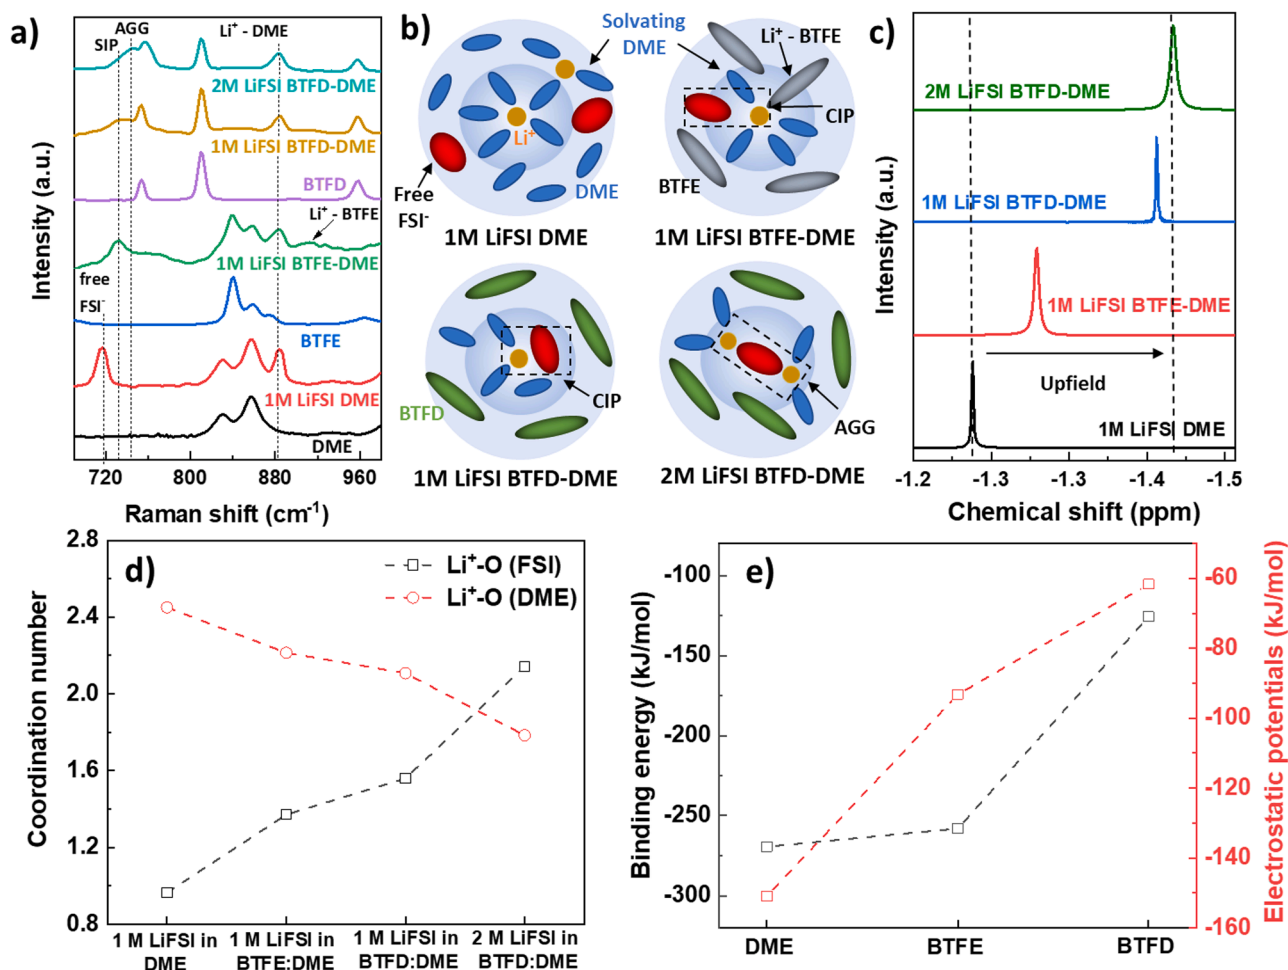 a)
SIP
AGG
Li⁺ - DME
2M LiFSI BTFD-DME
1M LiFSI BTFD-DME
BTFD
Li⁺ - BTFE
1M LiFSI BTFE-DME
free
FSI⁻
BTFE
1M LiFSI DME
DME
720
800
880
960
Raman shift (cm⁻¹)
Intensity (a.u.)
b)
Solvating
DME
Li⁺ - BTFE
Li⁺
CIP
Free
FSI⁻
DME
BTFE
1M LiFSI DME
1M LiFSI BTFE-DME
BTFD
CIP
AGG
1M LiFSI BTFD-DME
2M LiFSI BTFD-DME
c)
2M LiFSI BTFD-DME
1M LiFSI BTFD-DME
1M LiFSI BTFE-DME
Upfield
1M LiFSI DME
-1.2
-1.3
-1.3
-1.4
-1.5
Chemical shift (ppm)
Intensity (a.u.)
d)
Li⁺-O (FSI)
Li⁺-O (DME)
2.8
2.4
2.0
1.6
1.2
0.8
Coordination number
1 M LiFSI in
DME
1 M LiFSI in
BTFE:DME
1 M LiFSI in
BTFD:DME
2 M LiFSI in
BTFD:DME
e)
-100
-125
-150
-200
-250
-300
Binding energy (kJ/mol)
-60
-80
-100
-150
-160
Electrostatic potentials (kJ/mol)
DME
BTFE
BTFD